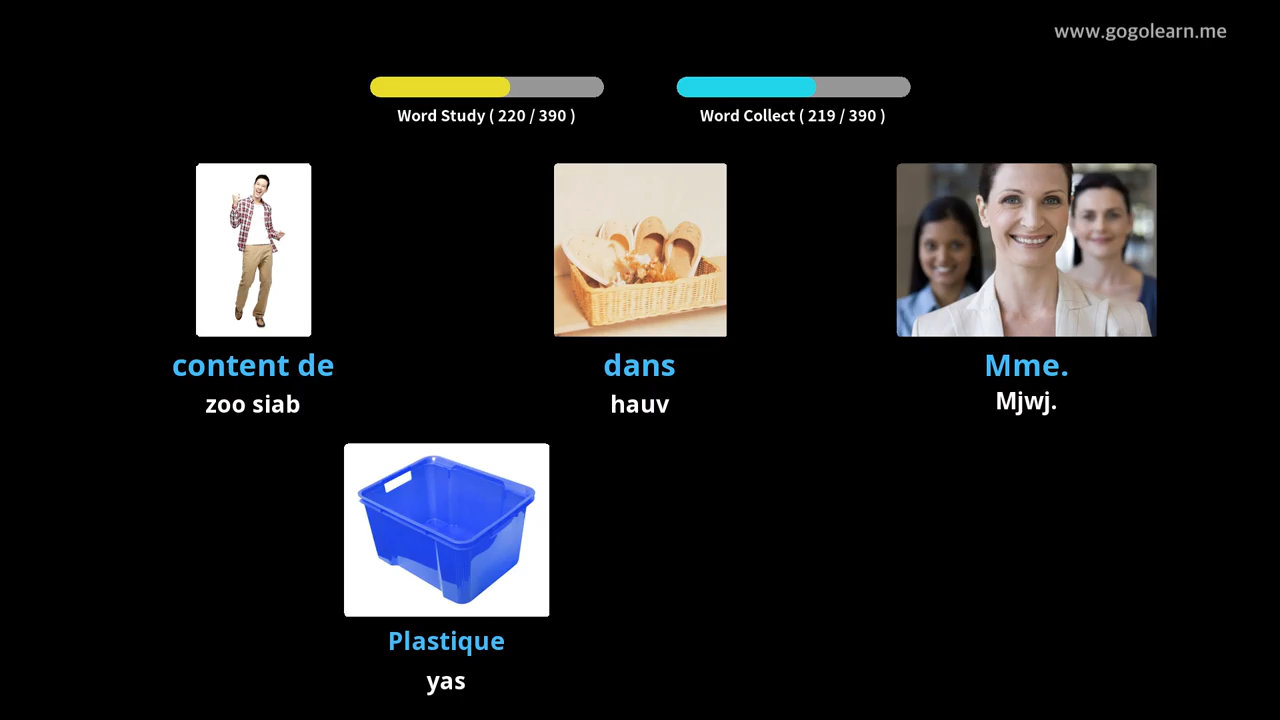 www.gogolearn.me
Word Study ( 220 / 390 )
Word Collect ( 219 / 390 )
content de
zoo siab
dans
hauv
Mme.
Mjwj.
Plastique
yas